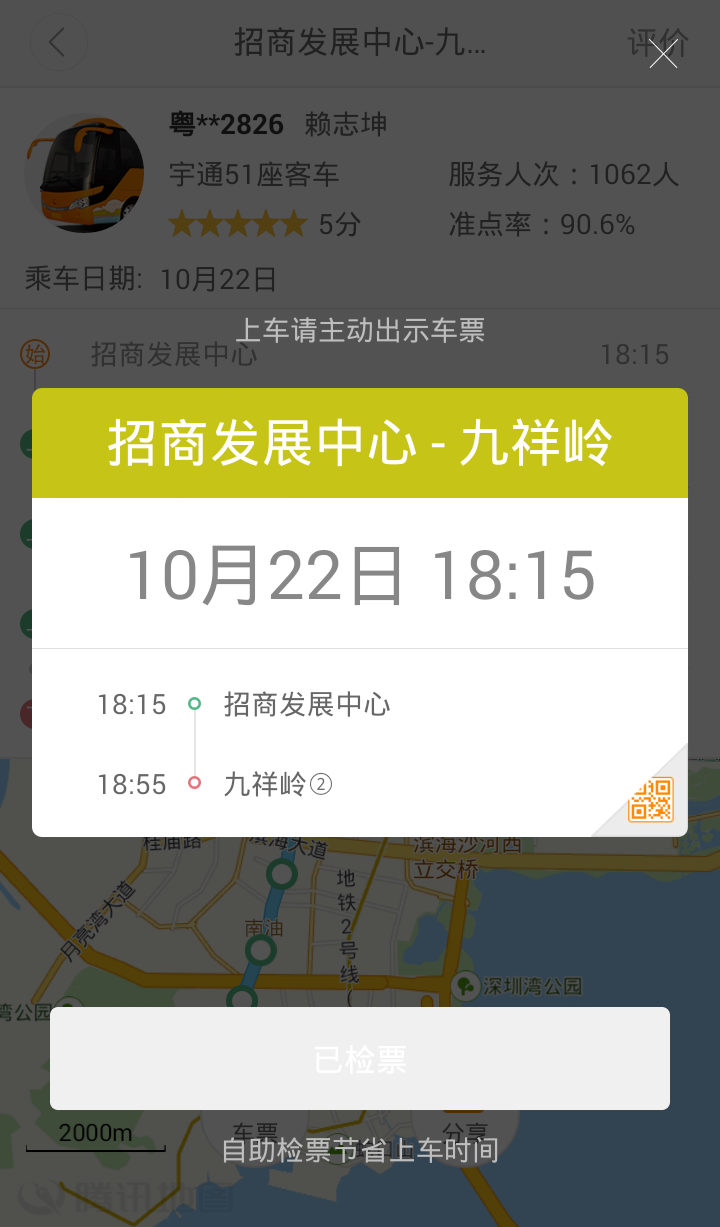 招商发展中心-九...
评价
粤**2826 赖志坤
宇通51座客车 服务人次：1062人
5分 准点率：90.6%
乘车日期: 10月22日
上车请主动出示车票
始 招商发展中心 18:15
招商发展中心 - 九祥岭
10月22日 18:15
18:15 招商发展中心
18:55 九祥岭②
桂庙路
滨海大道
滨海沙河西
立交桥
月亮湾大道
地铁2号线(
南油
深圳湾公园
湾公园
已检票
2000m
车票
分享
自助检票节省上车时间
腾讯地图